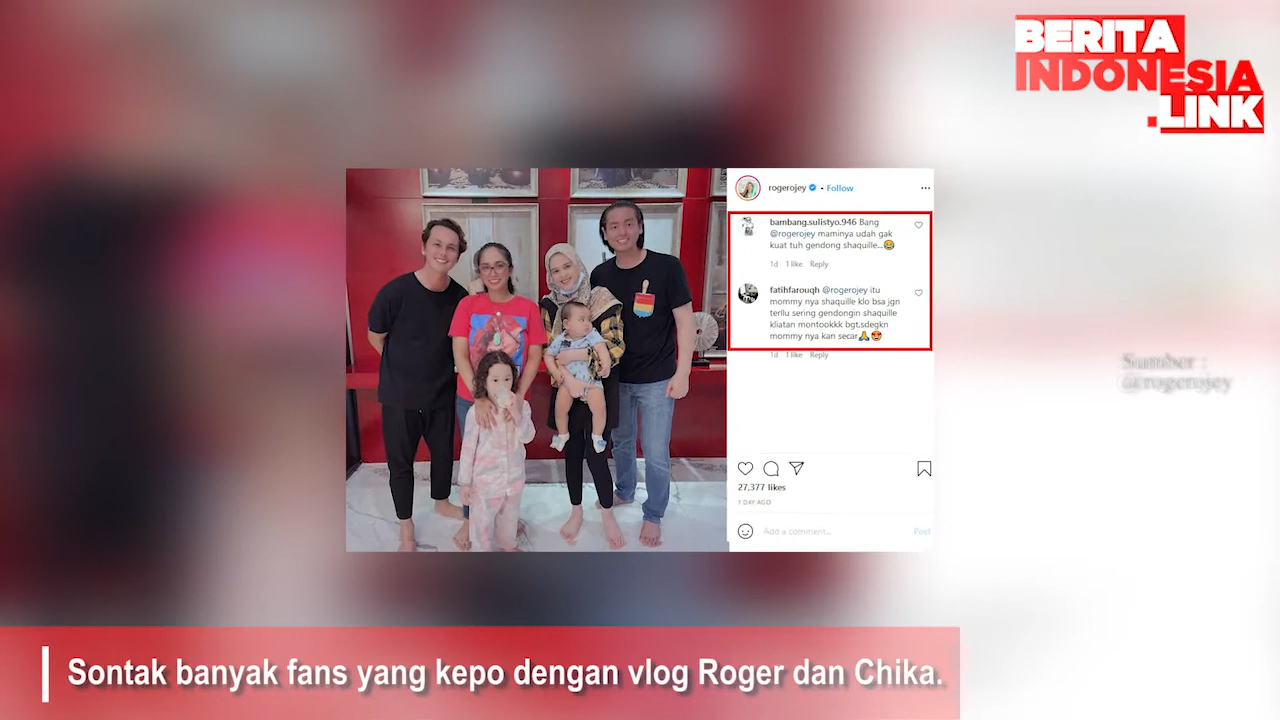 BERITA
INDONESIA
.LINK
rogerojey • Follow
bambang.sulistyo.946 Bang
@rogerojey maminya udah gak
kuat tuh gendong shaquille...😂
1d 1 like Reply
fatihfarouqh @rogerojey itu
mommy nya shaquille klo bsa jgn
terllu sering gendongin shaquille
kliatan montookkk bgt,sdegkn
mommy nya kan secar🙏😍
1d 1 like Reply
Sumber :
@rogerojey
27,377 likes
1 DAY AGO
Add a comment... Post
Sontak banyak fans yang kepo dengan vlog Roger dan Chika.